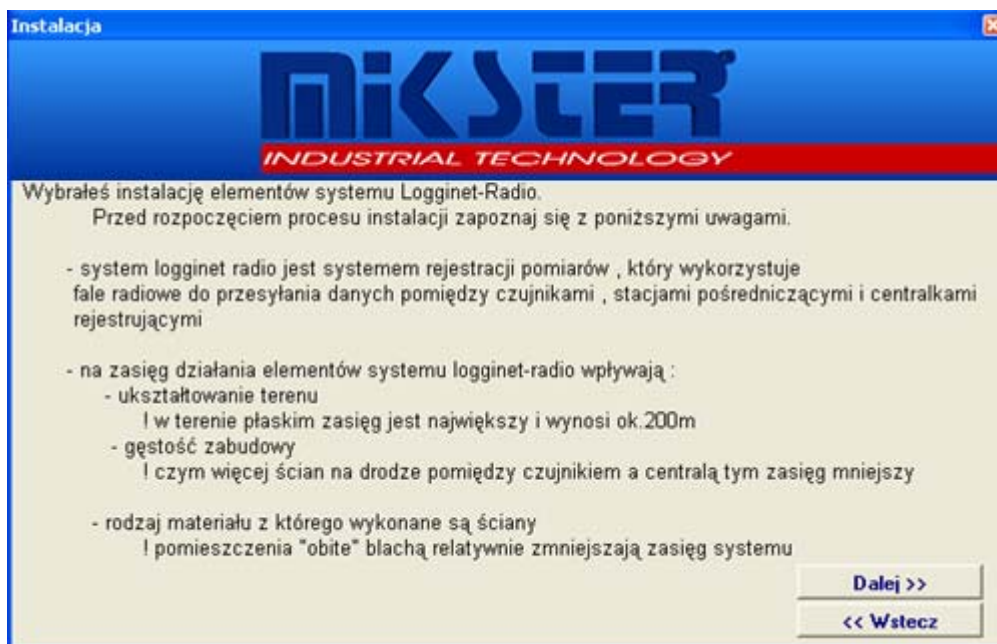 Instalacja
MIKSTER
INDUSTRIAL TECHNOLOGY
Wybrałeś instalację elementów systemu Logginet-Radio.
Przed rozpoczęciem procesu instalacji zapoznaj się z poniższymi uwagami.
- system logginet radio jest systemem rejestracji pomiarów , który wykorzystuje
fale radiowe do przesyłania danych pomiędzy czujnikami , stacjami pośredniczącymi i centralkami
rejestrującymi
- na zasięg działania elementów systemu logginet-radio wpływają :
- ukształtowanie terenu
! w terenie płaskim zasięg jest największy i wynosi ok.200m
- gęstość zabudowy
! czym więcej ścian na drodze pomiędzy czujnikiem a centralą tym zasięg mniejszy
- rodzaj materiału z którego wykonane są ściany
! pomieszczenia "obite" blachą relatywnie zmniejszają zasięg systemu
Dalej >>
<< Wstecz